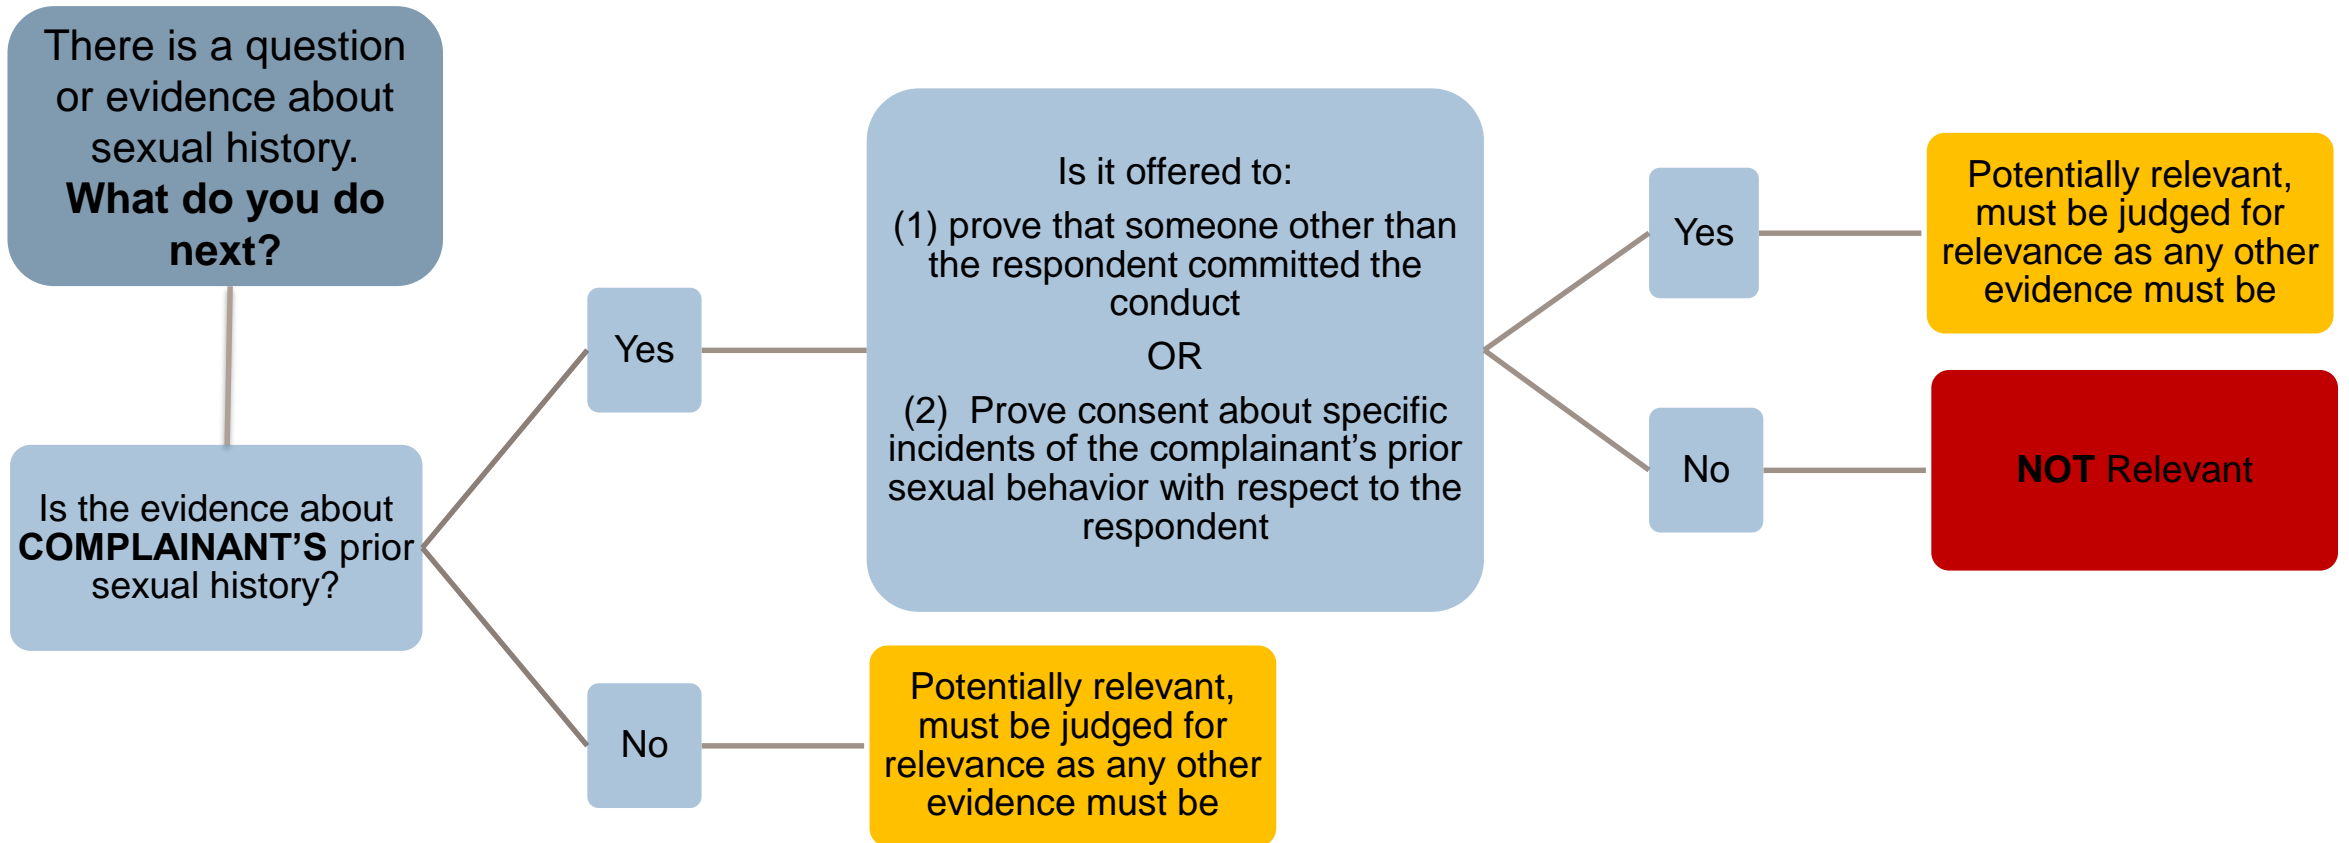 There is a question
or evidence about
sexual history.
What do you do
next?
Is the evidence about
COMPLAINANT'S prior
sexual history?
Yes
No
Is it offered to:
(1) prove that someone other than
the respondent committed the
conduct
OR
(2) Prove consent about specific
incidents of the complainant’s prior
sexual behavior with respect to the
respondent
Potentially relevant,
must be judged for
relevance as any other
evidence must be
Yes
Potentially relevant,
must be judged for
relevance as any other
evidence must be
No
NOT Relevant